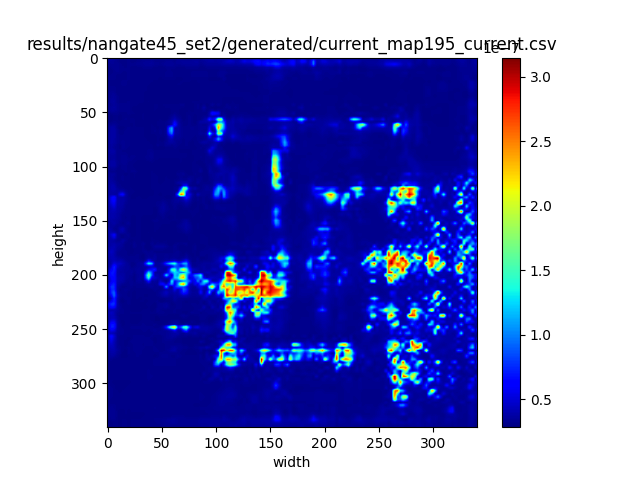 results/nangate45_set2/generated/current_map195_current.csv
1e−7
0
50
100
150
200
250
300
height
0 50 100 150 200 250 300
width
3.0
2.5
2.0
1.5
1.0
0.5